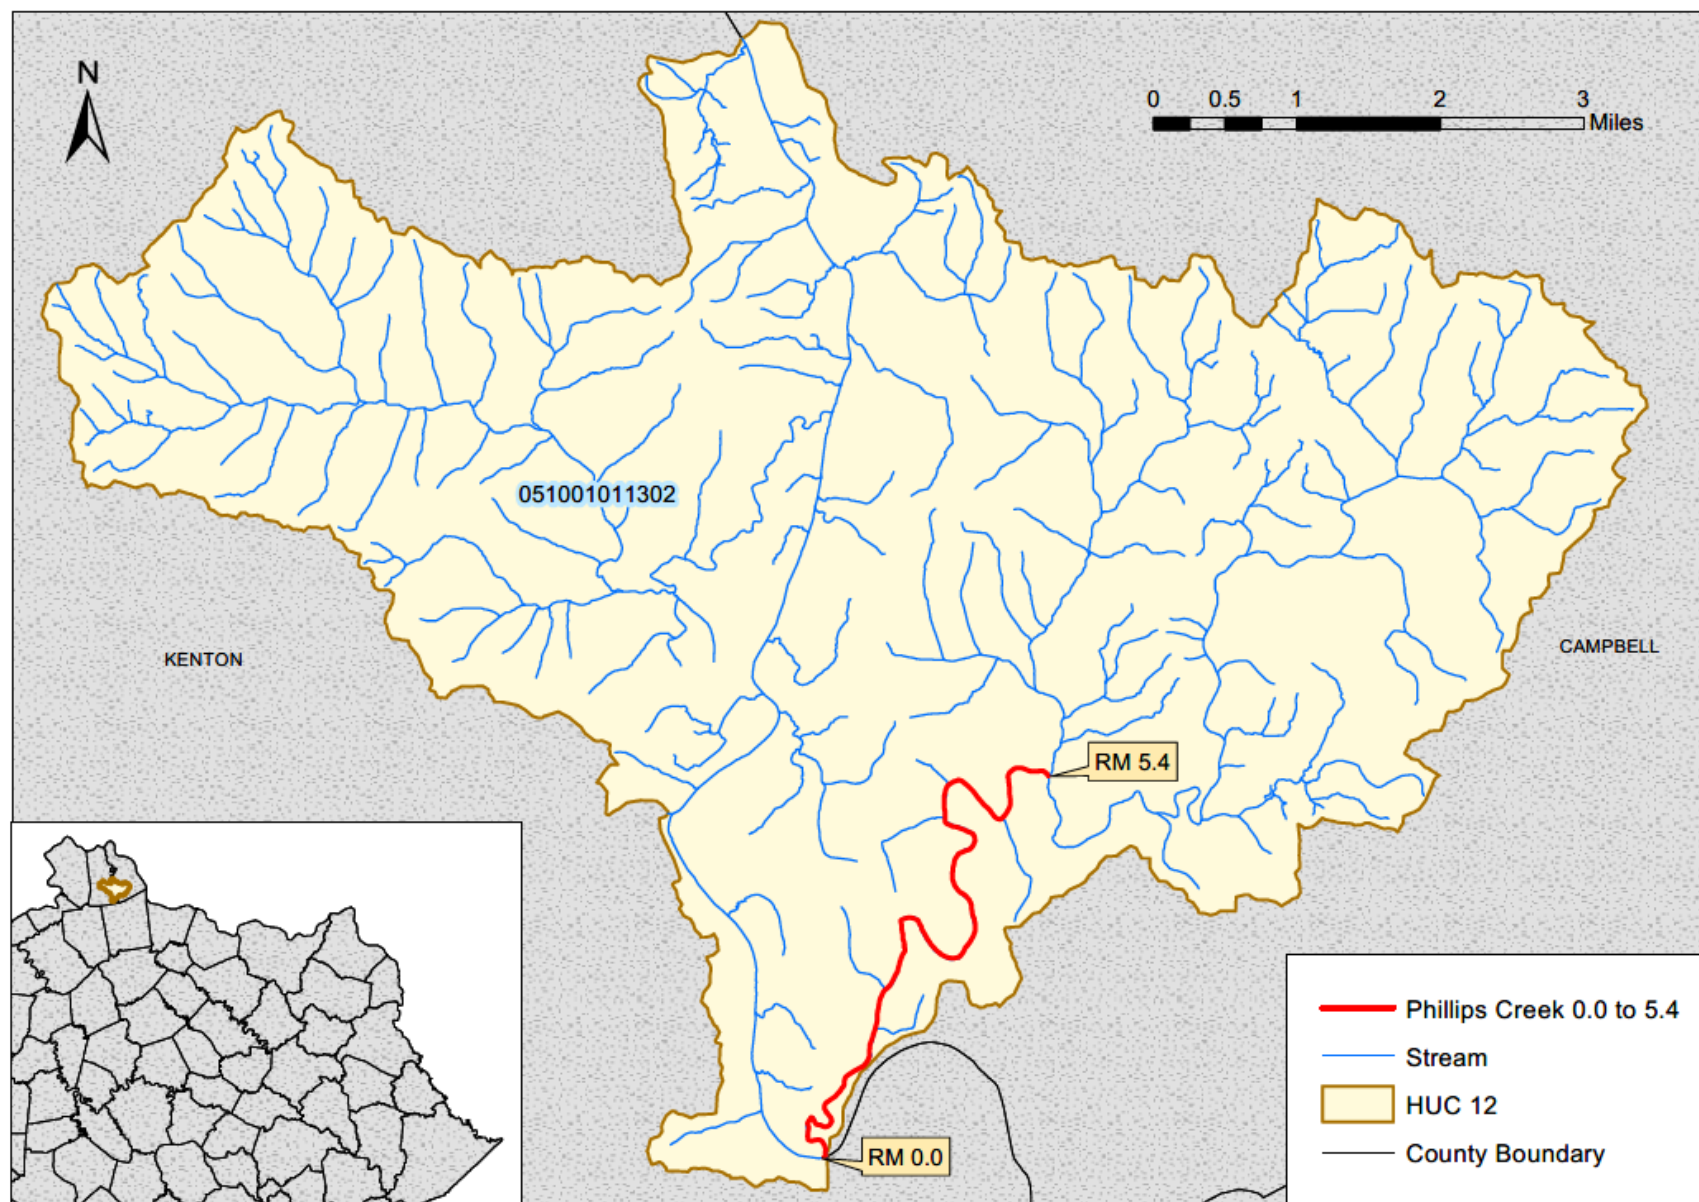 N
0 0.5 1 2 3
Miles
051001011302
KENTON
CAMPBELL
RM 5.4
RM 0.0
Phillips Creek 0.0 to 5.4
Stream
HUC 12
County Boundary